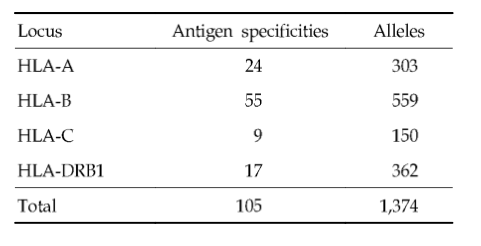 Locus Antigen specificities Alleles
HLA-A 24 303
HLA-B 55 559
HLA-C 9 150
HLA-DRB1 17 362
Total 105 1,374